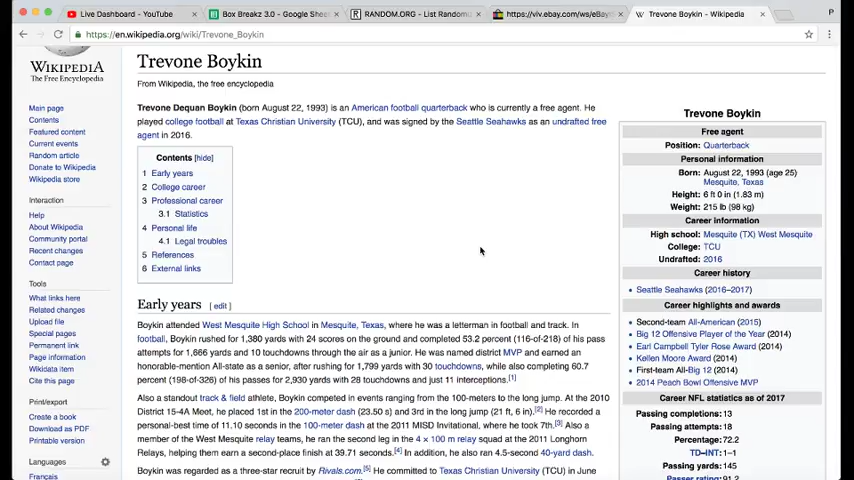 Live Dashboard - YouTube
Box Breakz 3.0 - Google Sheet
RANDOM.ORG - List Randomi
https://viv.ebay.com/ws/eBay
Trevone Boykin - Wikipedia
P
https://en.wikipedia.org/wiki/Trevone_Boykin
WIKIPEDIA
The Free Encyclopedia
Main page
Contents
Featured content
Current events
Random article
Donate to Wikipedia
Wikipedia store
Interaction
Help
About Wikipedia
Community portal
Recent changes
Contact page
Tools
What links here
Related changes
Upload file
Special pages
Permanent link
Page information
Wikidata item
Cite this page
Print/export
Create a book
Download as PDF
Printable version
Languages
Français
Trevone Boykin
From Wikipedia, the free encyclopedia
Trevone Dequan Boykin (born August 22, 1993) is an American football quarterback who is currently a free agent. He
played college football at Texas Christian University (TCU), and was signed by the Seattle Seahawks as an undrafted free
agent in 2016.
Contents [hide]
1 Early years
2 College career
3 Professional career
3.1 Statistics
4 Personal life
4.1 Legal troubles
5 References
6 External links
Early years [ edit ]
Boykin attended West Mesquite High School in Mesquite, Texas, where he was a letterman in football and track. In
football, Boykin rushed for 1,380 yards with 24 scores on the ground and completed 53.2 percent (116-of-218) of his pass
attempts for 1,666 yards and 10 touchdowns through the air as a junior. He was named district MVP and earned an
honorable-mention All-state as a senior, after rushing for 1,799 yards with 30 touchdowns, while also completing 60.7
percent (198-of-326) of his passes for 2,930 yards with 28 touchdowns and just 11 interceptions.[1]
Also a standout track & field athlete, Boykin competed in events ranging from the 100-meters to the long jump. At the 2010
District 15-4A Meet, he placed 1st in the 200-meter dash (23.50 s) and 3rd in the long jump (21 ft, 6 in).[2] He recorded a
personal-best time of 11.10 seconds in the 100-meter dash at the 2011 MISD Invitational, where he took 7th.[3] Also a
member of the West Mesquite relay teams, he ran the second leg in the 4 × 100 m relay squad at the 2011 Longhorn
Relays, helping them earn a second-place finish at 39.71 seconds.[4] In addition, he also ran 4.5-second 40-yard dash.
Boykin was regarded as a three-star recruit by Rivals.com.[5] He committed to Texas Christian University (TCU) in June
Trevone Boykin
Free agent
Position: Quarterback
Personal information
Born: August 22, 1993 (age 25)
Mesquite, Texas
Height: 6 ft 0 in (1.83 m)
Weight: 215 lb (98 kg)
Career information
High school: Mesquite (TX) West Mesquite
College: TCU
Undrafted: 2016
Career history
Seattle Seahawks (2016–2017)
Career highlights and awards
Second-team All-American (2015)
Big 12 Offensive Player of the Year (2014)
Earl Campbell Tyler Rose Award (2014)
Kellen Moore Award (2014)
First-team All-Big 12 (2014)
2014 Peach Bowl Offensive MVP
Career NFL statistics as of 2017
Passing completions: 13
Passing attempts: 18
Percentage: 72.2
TD–INT: 1–1
Passing yards: 145
Passer rating: 91.2